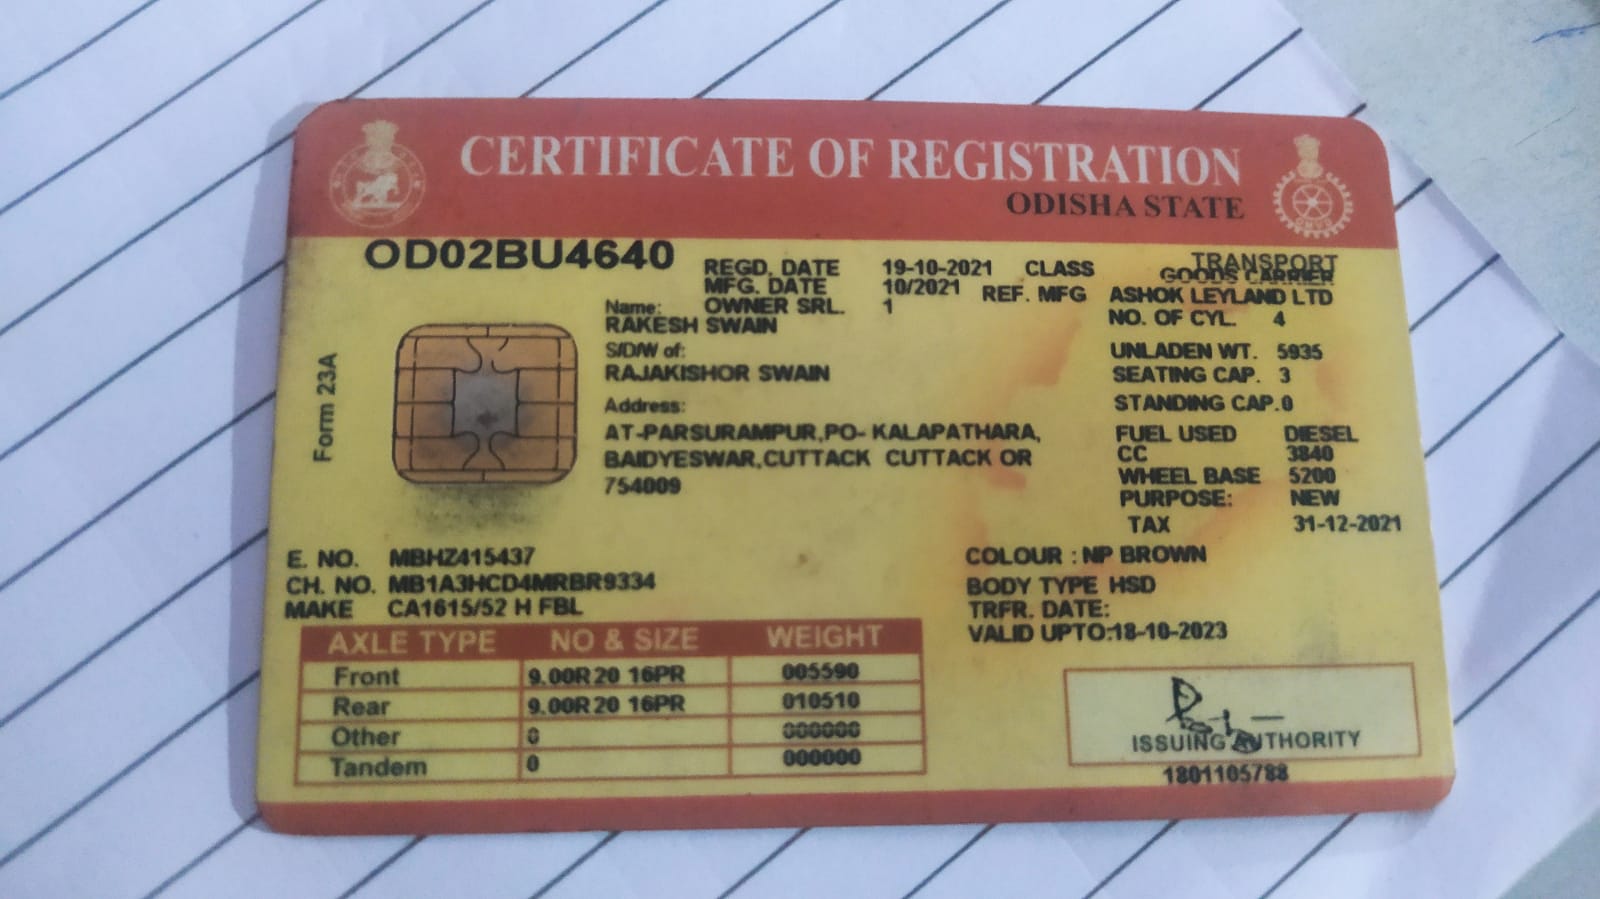 CERTIFICATE OF REGISTRATION
ODISHA STATE
OD02BU4640
REGD. DATE 19-10-2021 CLASS TRANSPORT
GOODS CARRIER
MFG. DATE 10/2021 REF. MFG ASHOK LEYLAND LTD
Name: OWNER SRL. 1
RAKESH SWAIN
NO. OF CYL. 4
S/D/W of:
RAJAKISHOR SWAIN
UNLADEN WT. 5935
SEATING CAP. 3
Address:
STANDING CAP.0
AT-PARSURAMPUR,PO- KALAPATHARA,
BAIDYESWAR,CUTTACK CUTTACK OR
754009
FUEL USED DIESEL
CC 3840
WHEEL BASE 5200
PURPOSE: NEW
TAX 31-12-2021
Form 23A
E. NO. MBHZ415437
CH. NO. MB1A3HCD4MRBR9334
MAKE CA1615/52 H FBL
COLOUR : NP BROWN
BODY TYPE HSD
TRFR. DATE:
VALID UPTO:18-10-2023
AXLE TYPE NO & SIZE WEIGHT
Front 9.00R20 16PR 005590
Rear 9.00R20 16PR 010510
Other 0 000000
Tandem 0 000000
ISSUING AUTHORITY
1801105788